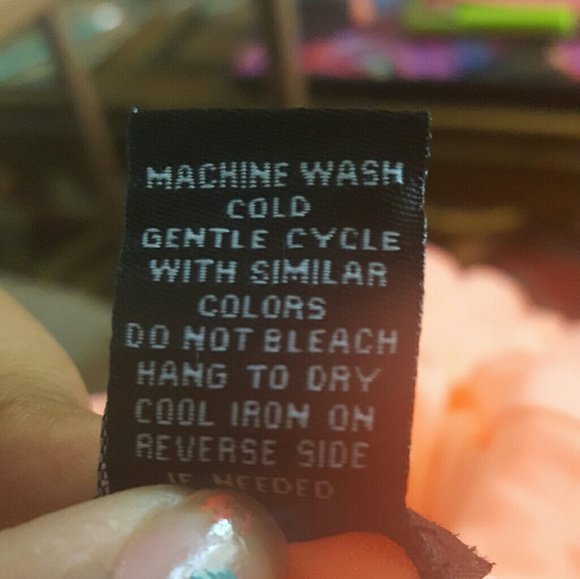 MACHINE WASH
COLD
GENTLE CYCLE
WITH SIMILAR
COLORS
DO NOT BLEACH
HANG TO DRY
COOL IRON ON
REVERSE SIDE
IF NEEDED